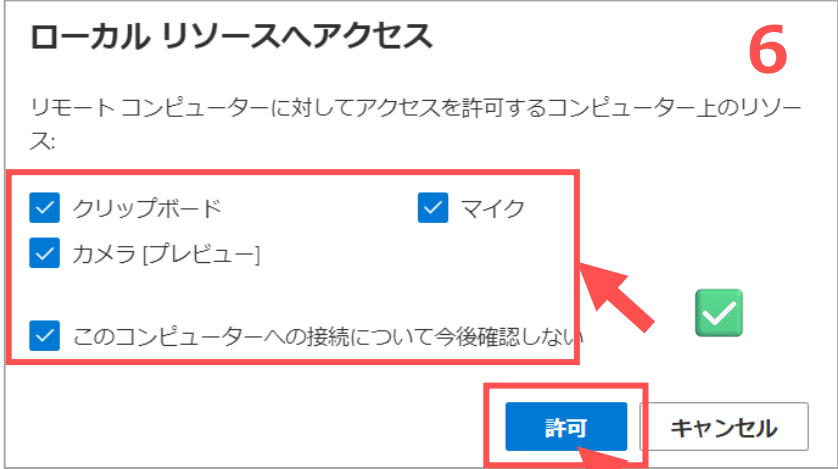 ローカル リソースへアクセス
6
リモート コンピューターに対してアクセスを許可するコンピューター上のリソー
ス:
クリップボード マイク
カメラ [プレビュー]
このコンピューターへの接続について今後確認しない
許可 キャンセル